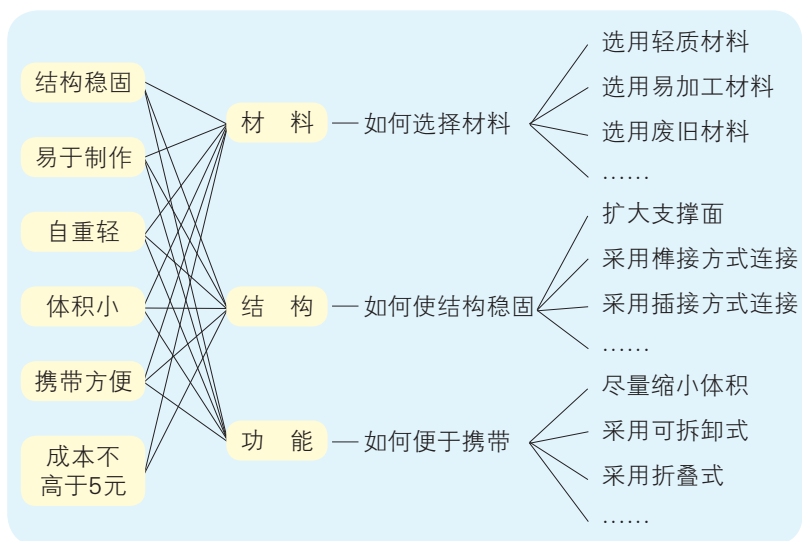 结构稳固
易于制作
自重轻
体积小
携带方便
成本不
高于5元
材 料
如何选择材料
选用轻质材料
选用易加工材料
选用废旧材料
······
结 构
如何使结构稳固
扩大支撑面
采用榫接方式连接
采用插接方式连接
······
功 能
如何便于携带
尽量缩小体积
采用可拆卸式
采用折叠式
······